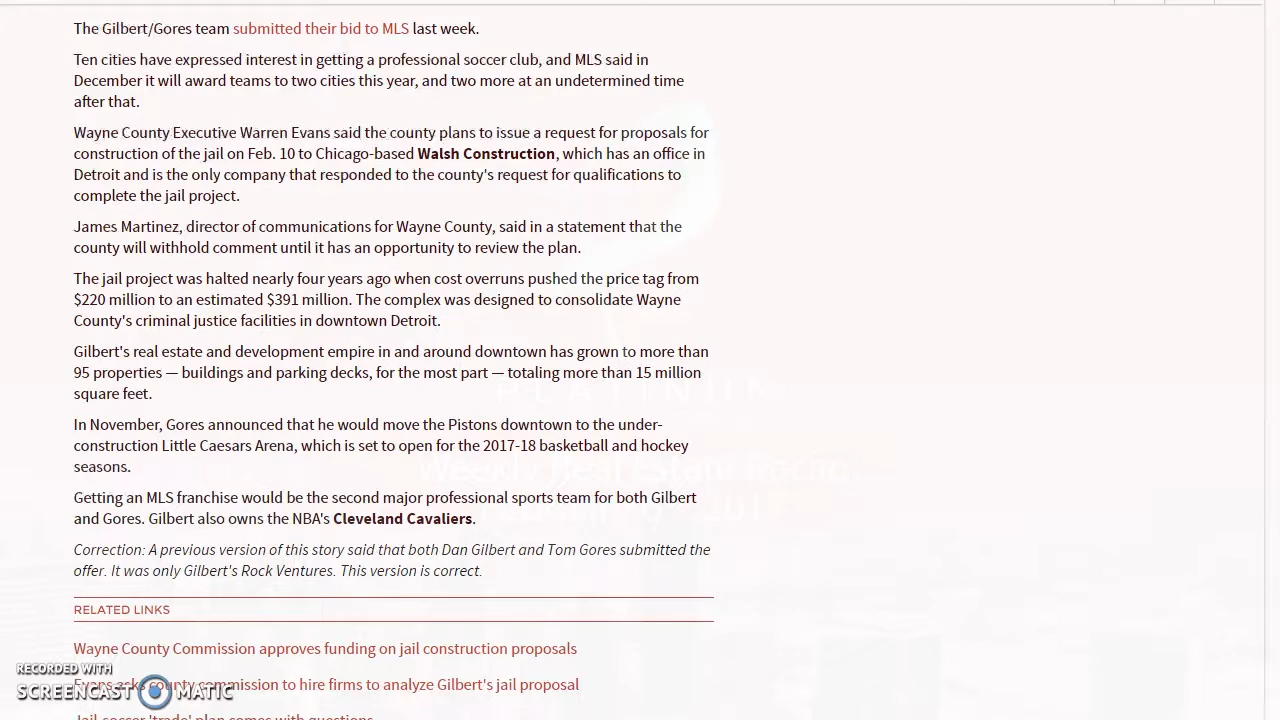 The Gilbert/Gores team submitted their bid to MLS last week.
Ten cities have expressed interest in getting a professional soccer club, and MLS said in
December it will award teams to two cities this year, and two more at an undetermined time
after that.
Wayne County Executive Warren Evans said the county plans to issue a request for proposals for
construction of the jail on Feb. 10 to Chicago-based Walsh Construction, which has an office in
Detroit and is the only company that responded to the county's request for qualifications to
complete the jail project.
James Martinez, director of communications for Wayne County, said in a statement that the
county will withhold comment until it has an opportunity to review the plan.
The jail project was halted nearly four years ago when cost overruns pushed the price tag from
$220 million to an estimated $391 million. The complex was designed to consolidate Wayne
County's criminal justice facilities in downtown Detroit.
Gilbert's real estate and development empire in and around downtown has grown to more than
95 properties — buildings and parking decks, for the most part — totaling more than 15 million
square feet.
PLATINUM
In November, Gores announced that he would move the Pistons downtown to the under-
construction Little Caesars Arena, which is set to open for the 2017-18 basketball and hockey
seasons.
Weekly Real Estate
Getting an MLS franchise would be the second major professional sports team for both Gilbert
and Gores. Gilbert also owns the NBA's Cleveland Cavaliers.
Correction: A previous version of this story said that both Dan Gilbert and Tom Gores submitted the
offer. It was only Gilbert's Rock Ventures. This version is correct.
RELATED LINKS
Wayne County Commission approves funding on jail construction proposals
Evans asks county commission to hire firms to analyze Gilbert's jail proposal
Jail-soccer 'trade' plan comes with questions
RECORDED WITH
SCREENCAST MATIC